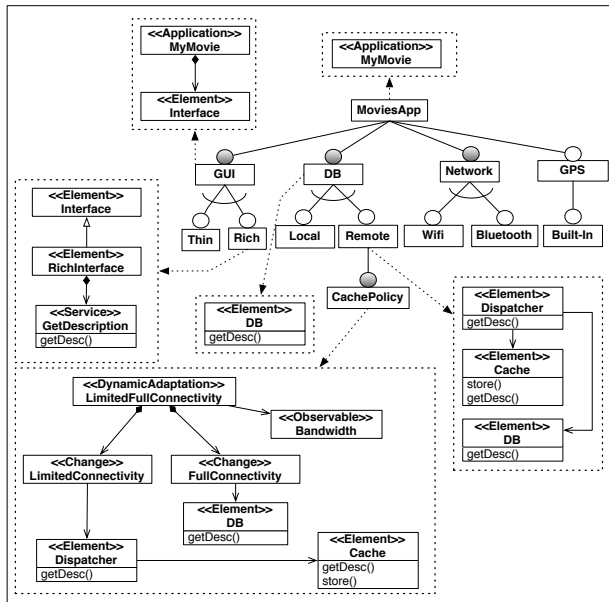 <<Application>>
MyMovie
<<Element>>
Interface
<<Application>>
MyMovie
MoviesApp
GUI
DB
Network
GPS
Thin
Rich
Local
Remote
Wifi
Bluetooth
Built-In
CachePolicy
<<Element>>
Interface
<<Element>>
RichInterface
<<Service>>
GetDescription
getDesc()
<<Element>>
DB
getDesc()
<<Element>>
Dispatcher
getDesc()
<<Element>>
Cache
store()
getDesc()
<<Element>>
DB
getDesc()
<<DynamicAdaptation>>
LimitedFullConnectivity
<<Observable>>
Bandwidth
<<Change>>
LimitedConnectivity
<<Change>>
FullConnectivity
<<Element>>
DB
getDesc()
<<Element>>
Dispatcher
getDesc()
<<Element>>
Cache
getDesc()
store()